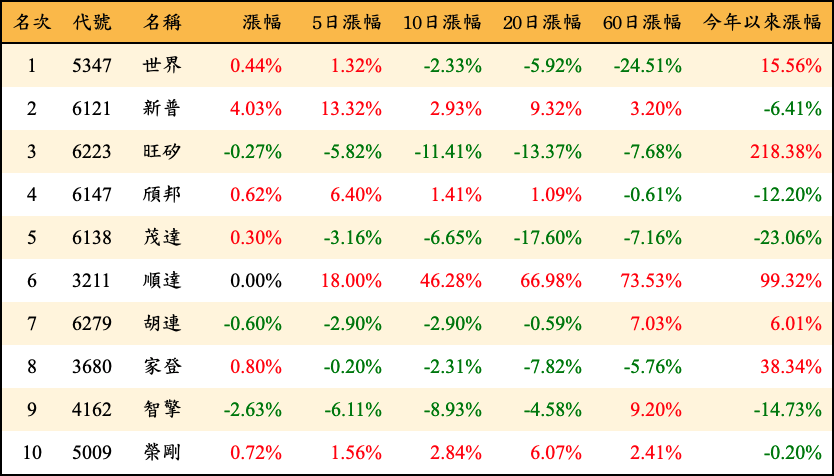 名次 代號 名稱 漲幅 5日漲幅 10日漲幅 20日漲幅 60日漲幅 今年以來漲幅
1 5347 世界 0.44% 1.32% -2.33% -5.92% -24.51% 15.56%
2 6121 新普 4.03% 13.32% 2.93% 9.32% 3.20% -6.41%
3 6223 旺矽 -0.27% -5.82% -11.41% -13.37% -7.68% 218.38%
4 6147 頎邦 0.62% 6.40% 1.41% 1.09% -0.61% -12.20%
5 6138 茂達 0.30% -3.16% -6.65% -17.60% -7.16% -23.06%
6 3211 順達 0.00% 18.00% 46.28% 66.98% 73.53% 99.32%
7 6279 胡連 -0.60% -2.90% -2.90% -0.59% 7.03% 6.01%
8 3680 家登 0.80% -0.20% -2.31% -7.82% -5.76% 38.34%
9 4162 智擎 -2.63% -6.11% -8.93% -4.58% 9.20% -14.73%
10 5009 榮剛 0.72% 1.56% 2.84% 6.07% 2.41% -0.20%